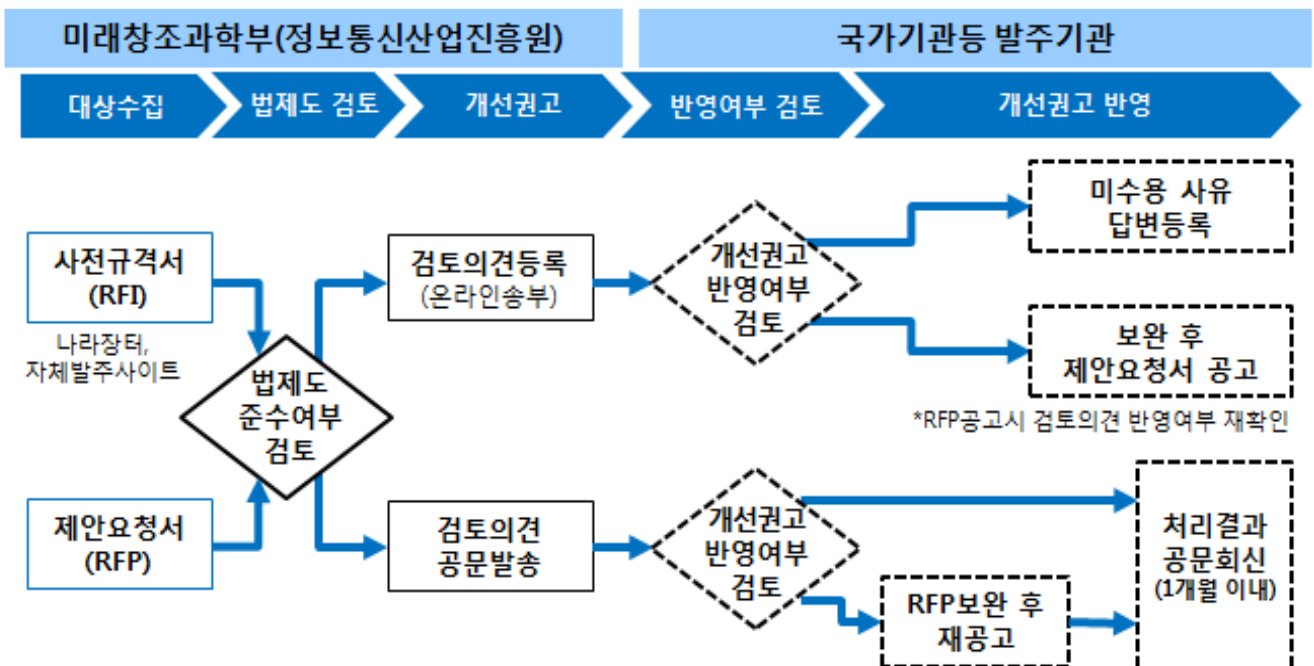 미래창조과학부(정보통신산업진흥원)
국가기관등 발주기관
대상수집
법제도 검토
개선권고
반영여부 검토
개선권고 반영
사전규격서
(RFI)
나라장터,
자체발주사이트
제안요청서
(RFP)
법제도
준수여부
검토
검토의견등록
(온라인송부)
검토의견
공문발송
개선권고
반영여부
검토
미수용 사유
답변등록
보완 후
제안요청서 공고
*RFP공고시 검토의견 반영여부 재확인
개선권고
반영여부
검토
RFP보완 후
재공고
처리결과
공문회신
(1개월 이내)